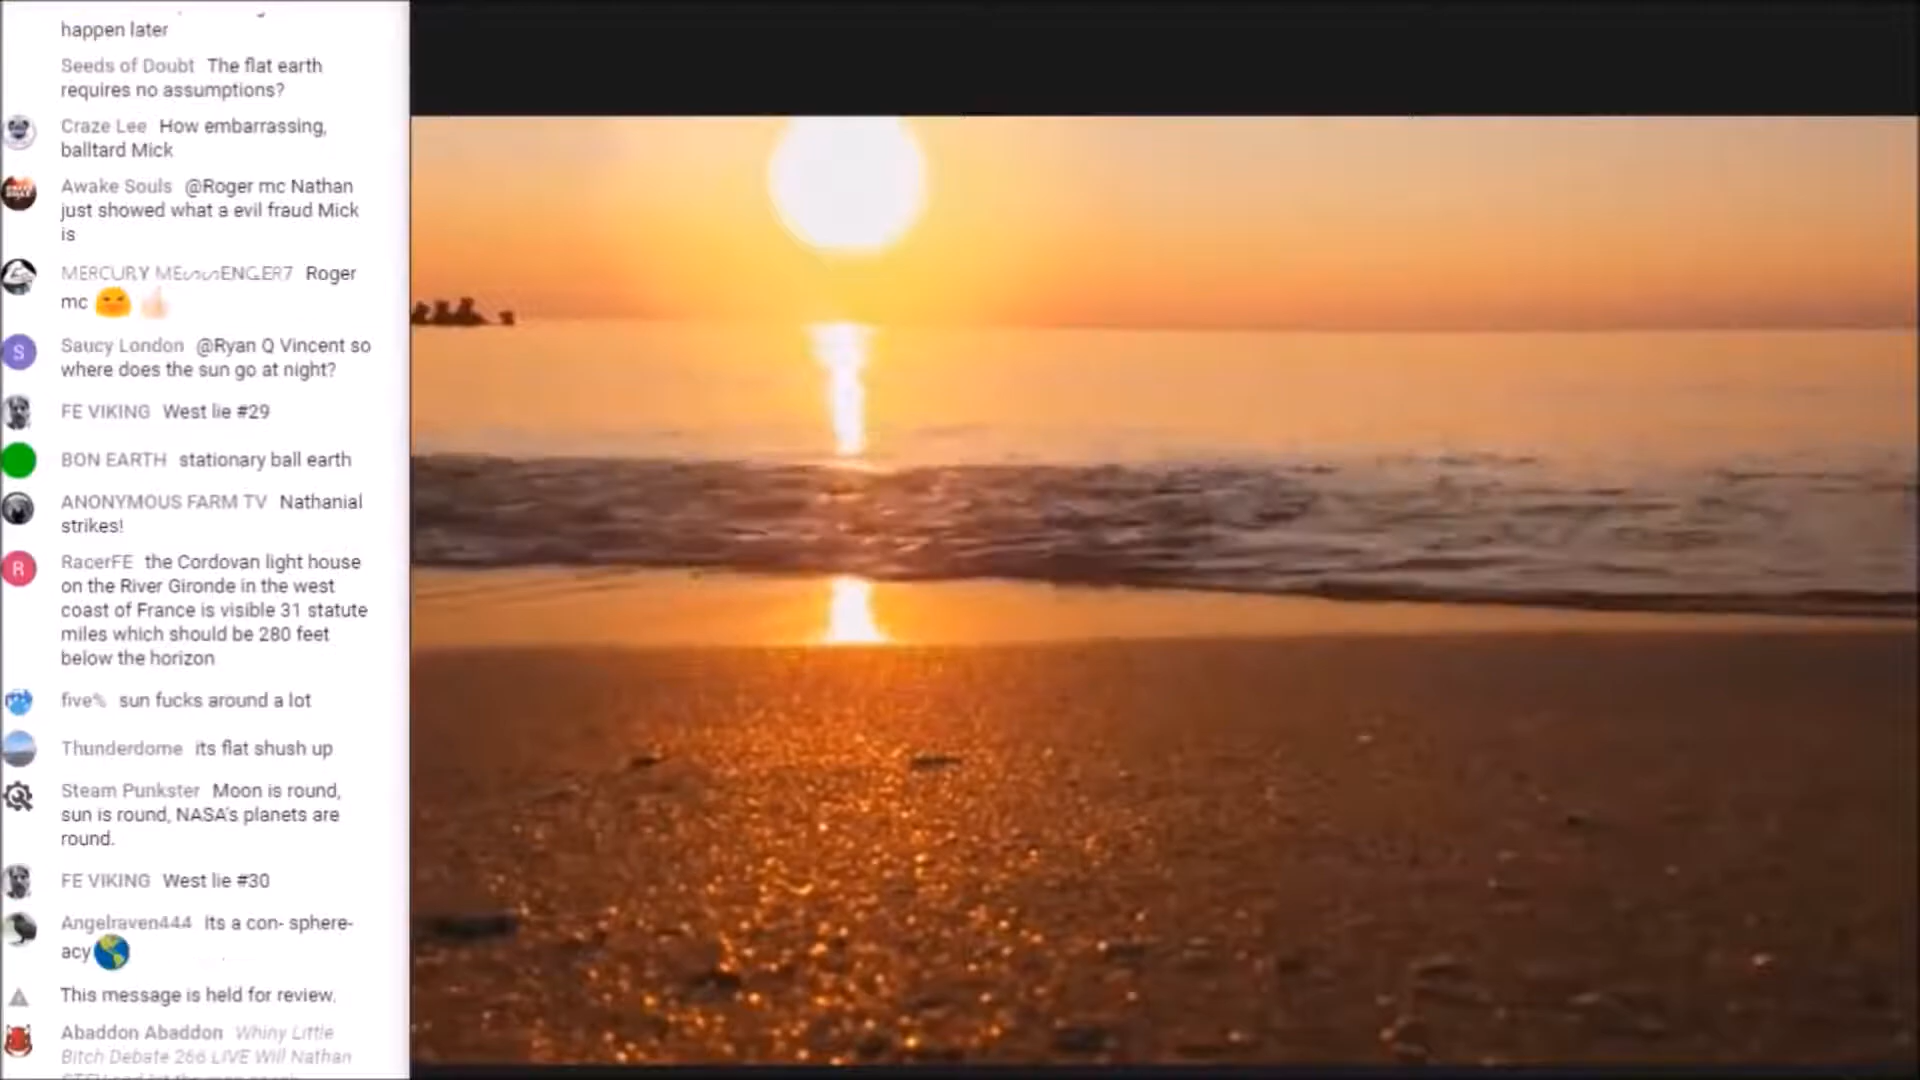 happen later
Seeds of Doubt The flat earth
requires no assumptions?
Craze Lee How embarrassing,
balltard Mick
Awake Souls @Roger mc Nathan
just showed what a evil fraud Mick
is
MERCURY MESSENGER7 Roger
mc
S
Saucy London @Ryan Q Vincent so
where does the sun go at night?
FE VIKING West lie #29
BON EARTH stationary ball earth
ANONYMOUS FARM TV Nathanial
strikes!
R
RacerFE the Cordovan light house
on the River Gironde in the west
coast of France is visible 31 statute
miles which should be 280 feet
below the horizon
five% sun fucks around a lot
Thunderdome its flat shush up
Steam Punkster Moon is round,
sun is round, NASA's planets are
round.
FE VIKING West lie #30
Angelraven444 Its a con- sphere-
acy
This message is held for review.
Abaddon Abaddon Whiny Little
Bitch Debate 266 LIVE Will Nathan